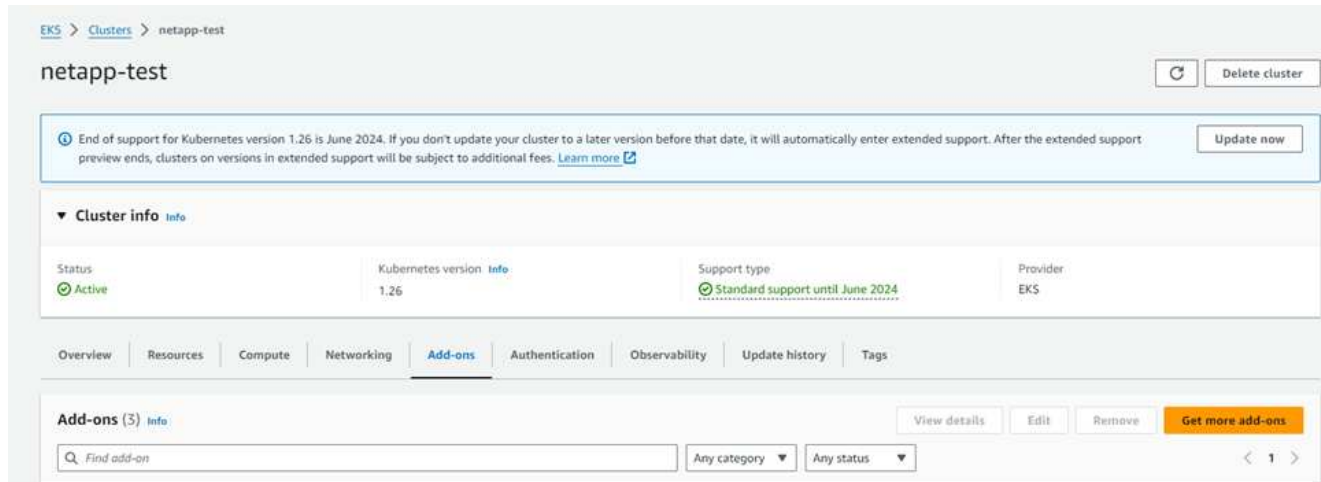 EKS > Clusters > netapp-test
netapp-test
Delete cluster
End of support for Kubernetes version 1.26 is June 2024. If you don't update your cluster to a later version before that date, it will automatically enter extended support. After the extended support
preview ends, clusters on versions in extended support will be subject to additional fees. Learn more
Update now
Cluster info Info
Status
Kubernetes version Info
Support type
Provider
Active
1.26
Standard support until June 2024
EKS
Overview
Resources
Compute
Networking
Add-ons
Authentication
Observability
Update history
Tags
Add-ons (3) Info
View details
Edit
Remove
Get more add-ons
Find add-on
Any category
Any status
< 1 >